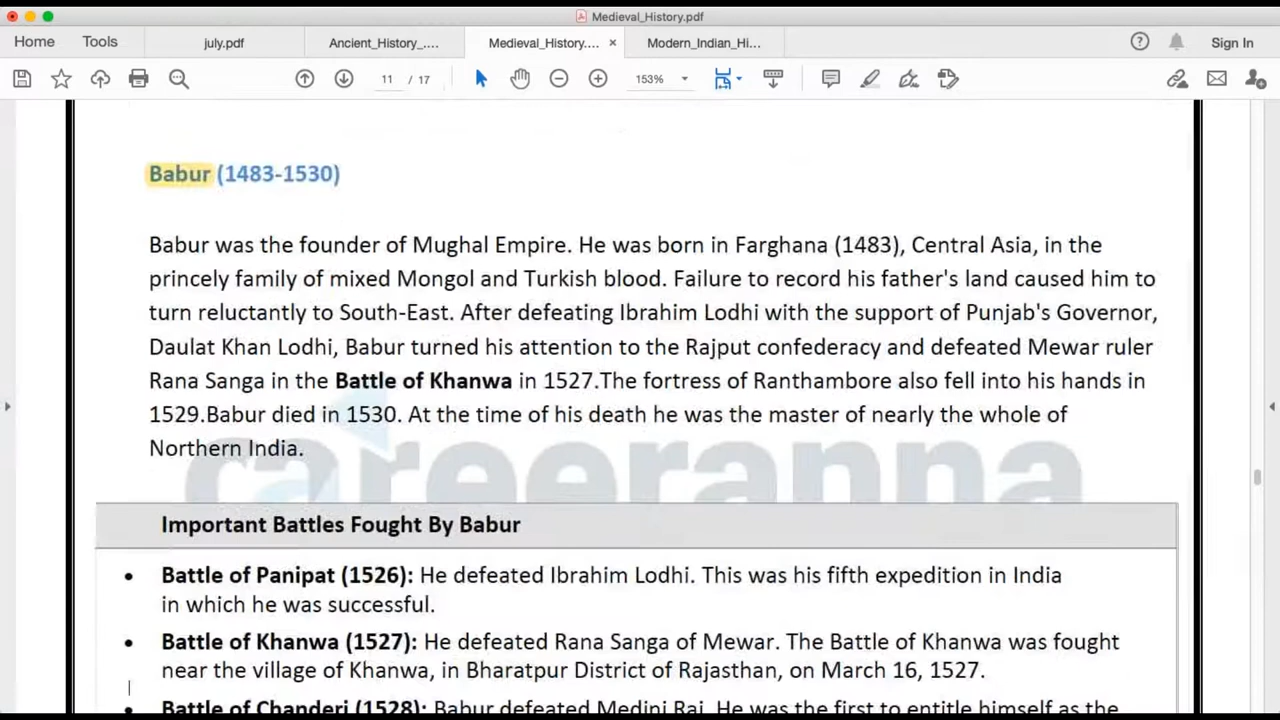 Medieval_History.pdf
Home Tools july.pdf Ancient_History_.... Medieval_History.... × Modern_Indian_Hi... Sign In
11 / 17 153%
Babur (1483-1530)
Babur was the founder of Mughal Empire. He was born in Farghana (1483), Central Asia, in the
princely family of mixed Mongol and Turkish blood. Failure to record his father's land caused him to
turn reluctantly to South-East. After defeating Ibrahim Lodhi with the support of Punjab's Governor,
Daulat Khan Lodhi, Babur turned his attention to the Rajput confederacy and defeated Mewar ruler
Rana Sanga in the Battle of Khanwa in 1527.The fortress of Ranthambore also fell into his hands in
1529.Babur died in 1530. At the time of his death he was the master of nearly the whole of
Northern India.
careeranna
Important Battles Fought By Babur
• Battle of Panipat (1526): He defeated Ibrahim Lodhi. This was his fifth expedition in India
in which he was successful.
• Battle of Khanwa (1527): He defeated Rana Sanga of Mewar. The Battle of Khanwa was fought
near the village of Khanwa, in Bharatpur District of Rajasthan, on March 16, 1527.
• Battle of Chanderi (1528): Babur defeated Medini Rai. He was the first to entitle himself as the